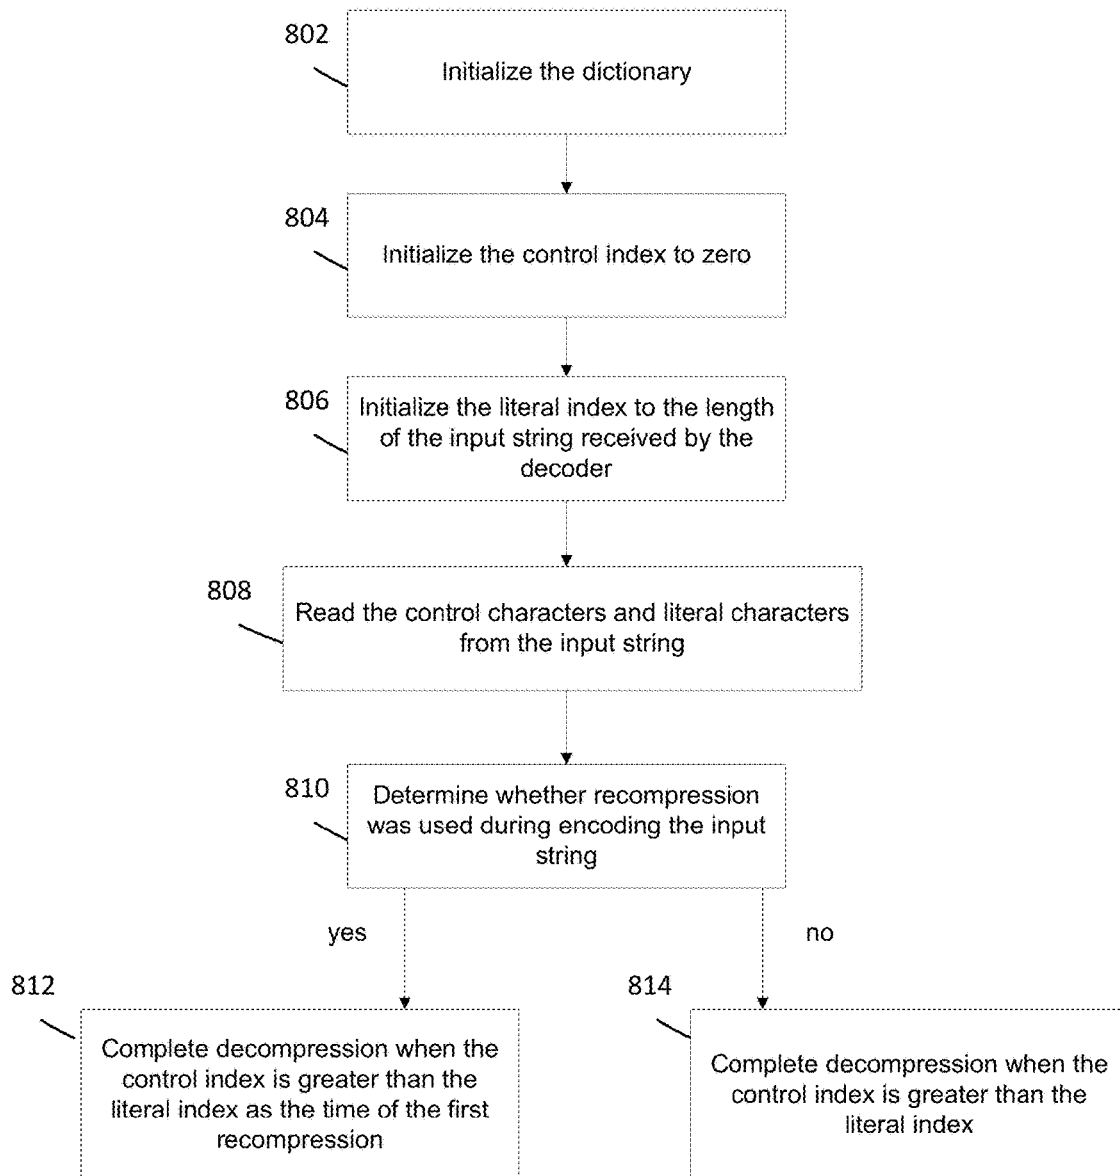 802
Initialize the dictionary
804
Initialize the control index to zero
806
Initialize the literal index to the length
of the input string received by the
decoder
808
Read the control characters and literal characters
from the input string
810
Determine whether recompression
was used during encoding the input
string
yes
no
812
814
Complete decompression when the
control index is greater than the
literal index as the time of the first
recompression
Complete decompression when the
control index is greater than the
literal index